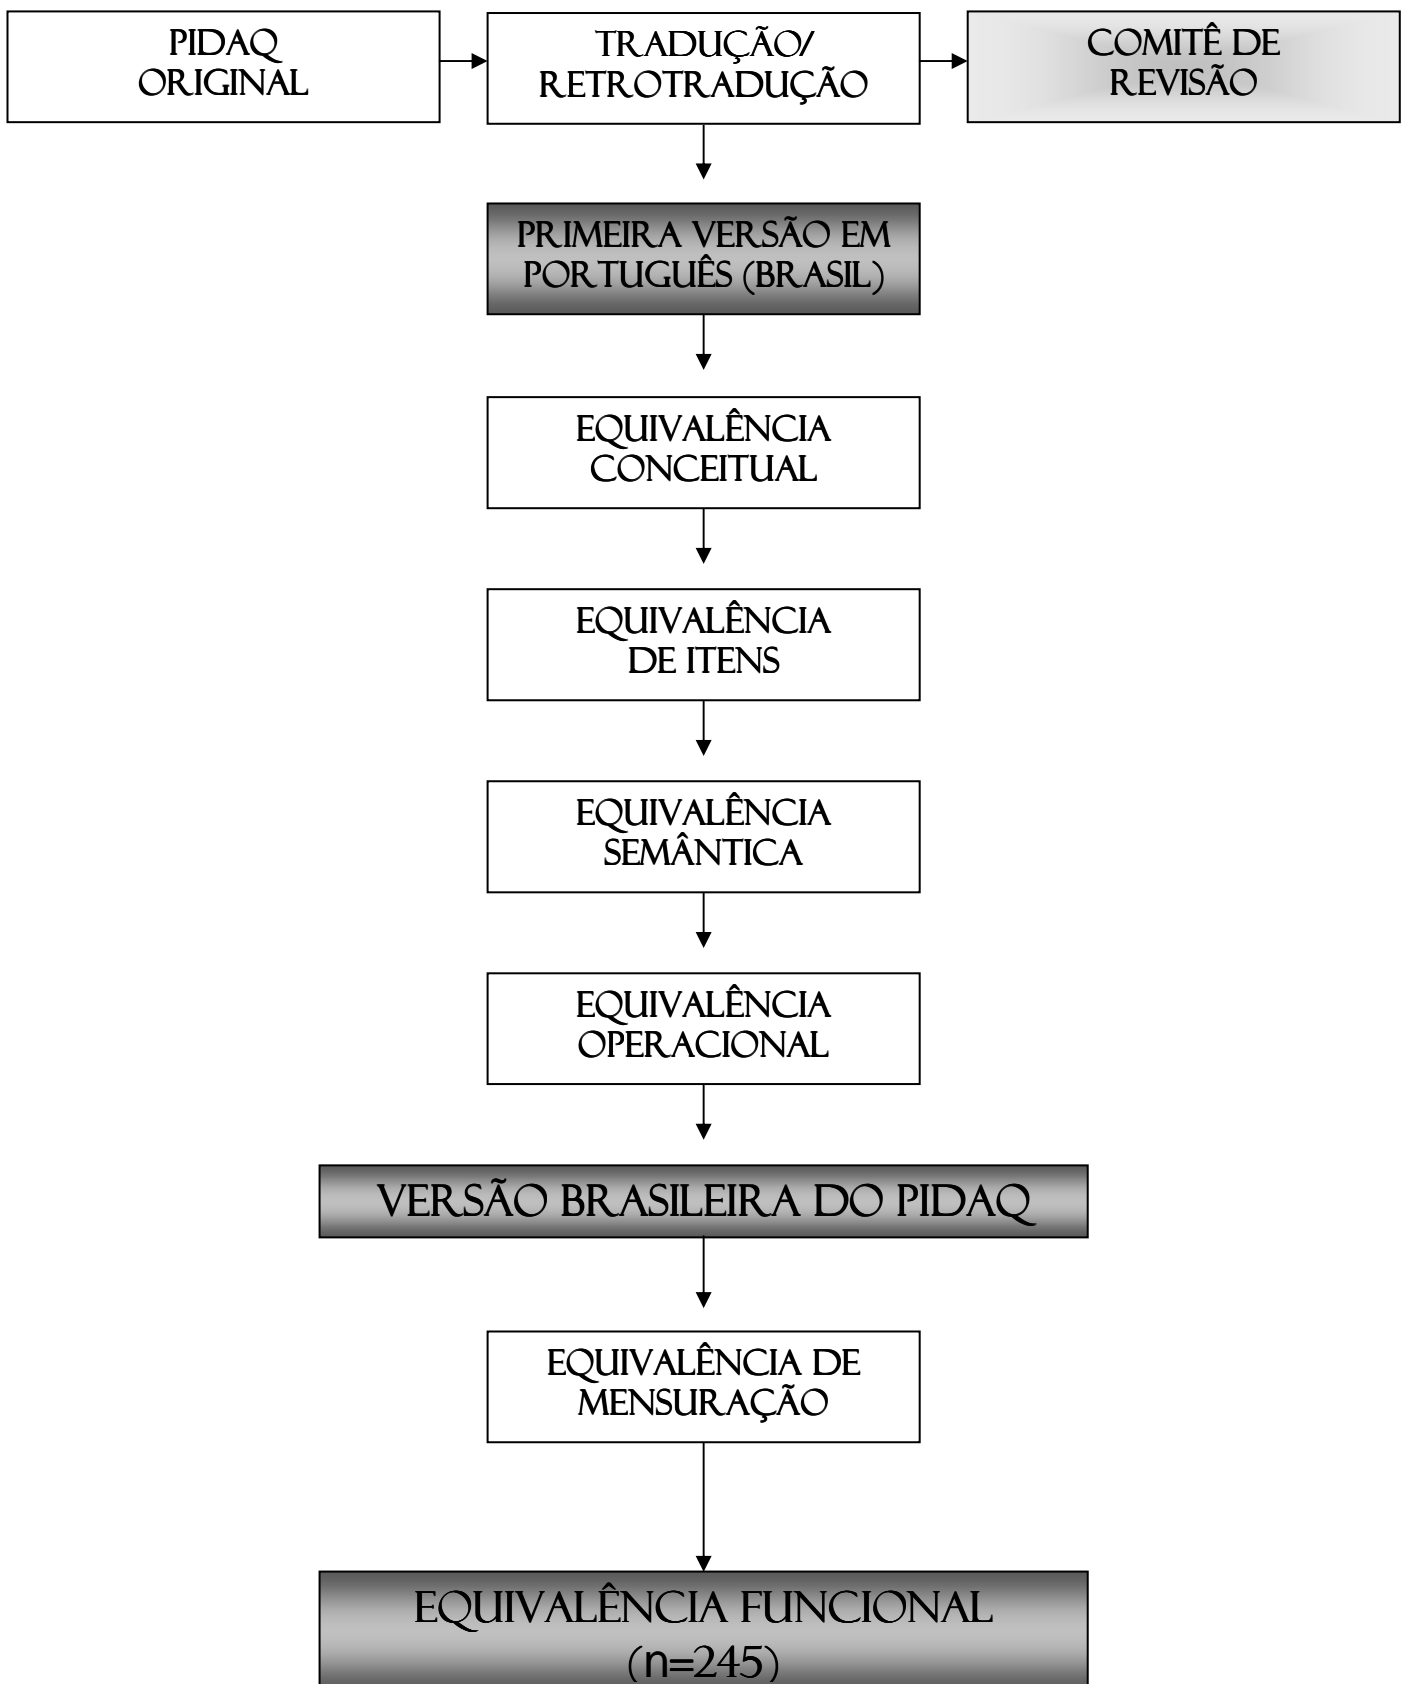 PIDAQ
ORIGINAL
TRADUÇÃO/
RETROTRADUÇÃO
COMITÊ DE
REVISÃO
PRIMEIRA VERSÃO EM
PORTUGUÊS (BRASIL)
EQUIVALÊNCIA
CONCEITUAL
EQUIVALÊNCIA
DE ITENS
EQUIVALÊNCIA
SEMÂNTICA
EQUIVALÊNCIA
OPERACIONAL
VERSÃO BRASILEIRA DO PIDAQ
EQUIVALÊNCIA DE
MENSURAÇÃO
EQUIVALÊNCIA FUNCIONAL
(n=245)